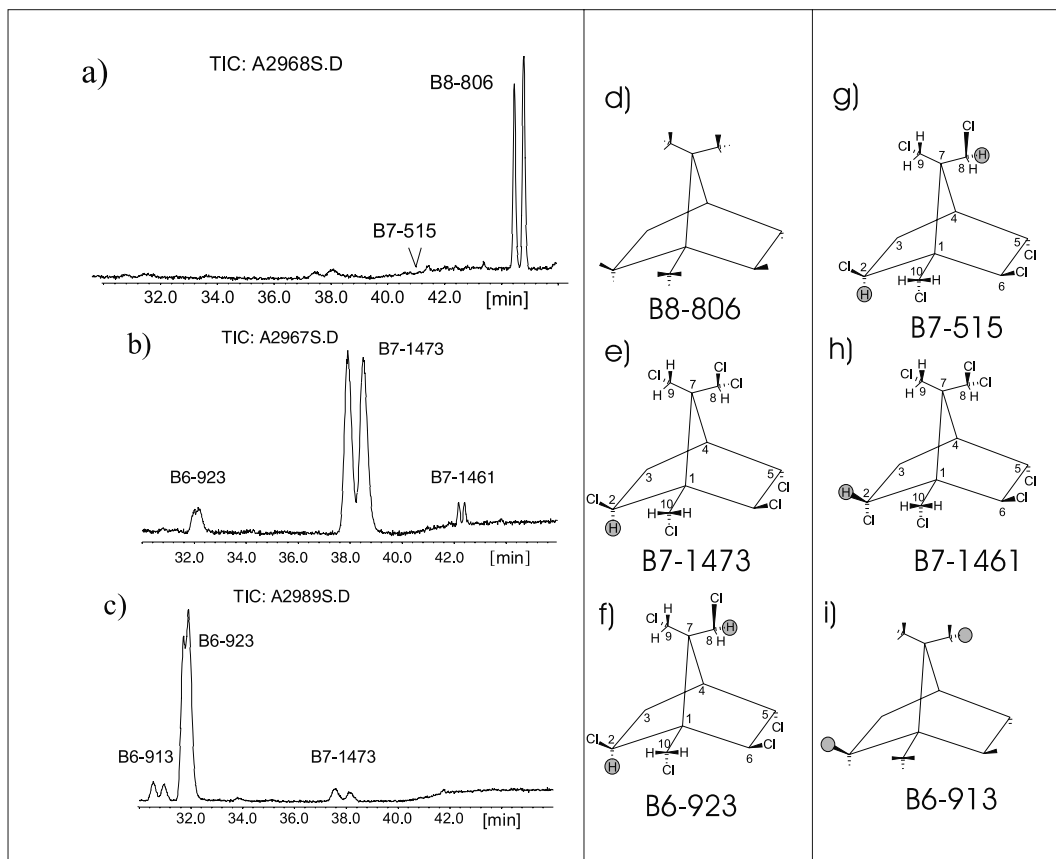 a)
TIC: A2968S.D
B8-806
B7-515
32.0 34.0 36.0 38.0 40.0 42.0 [min]
b)
TIC: A2967S.D
B7-1473
B6-923
B7-1461
32.0 34.0 36.0 38.0 40.0 42.0 [min]
c)
TIC: A2989S.D
B6-923
B6-913
B7-1473
32.0 34.0 36.0 38.0 40.0 42.0 [min]
d)
B8-806
e)
H
Cl
H
9
7
Cl
Cl
8
H
4
3
5
Cl
Cl
2
1
H
10
H
H
Cl
Cl
6
B7-1473
f)
Cl
H
Cl
H
9
7
8
H
H
4
3
5
Cl
Cl
2
1
H
10
H
H
Cl
Cl
6
B6-923
g)
Cl
H
Cl
H
9
7
8
H
H
4
3
5
Cl
Cl
2
1
H
10
H
H
Cl
Cl
6
B7-515
h)
H
Cl
H
9
7
Cl
Cl
8
H
4
3
5
Cl
H
2
1
Cl
10
H
H
Cl
Cl
6
B7-1461
i)
B6-913